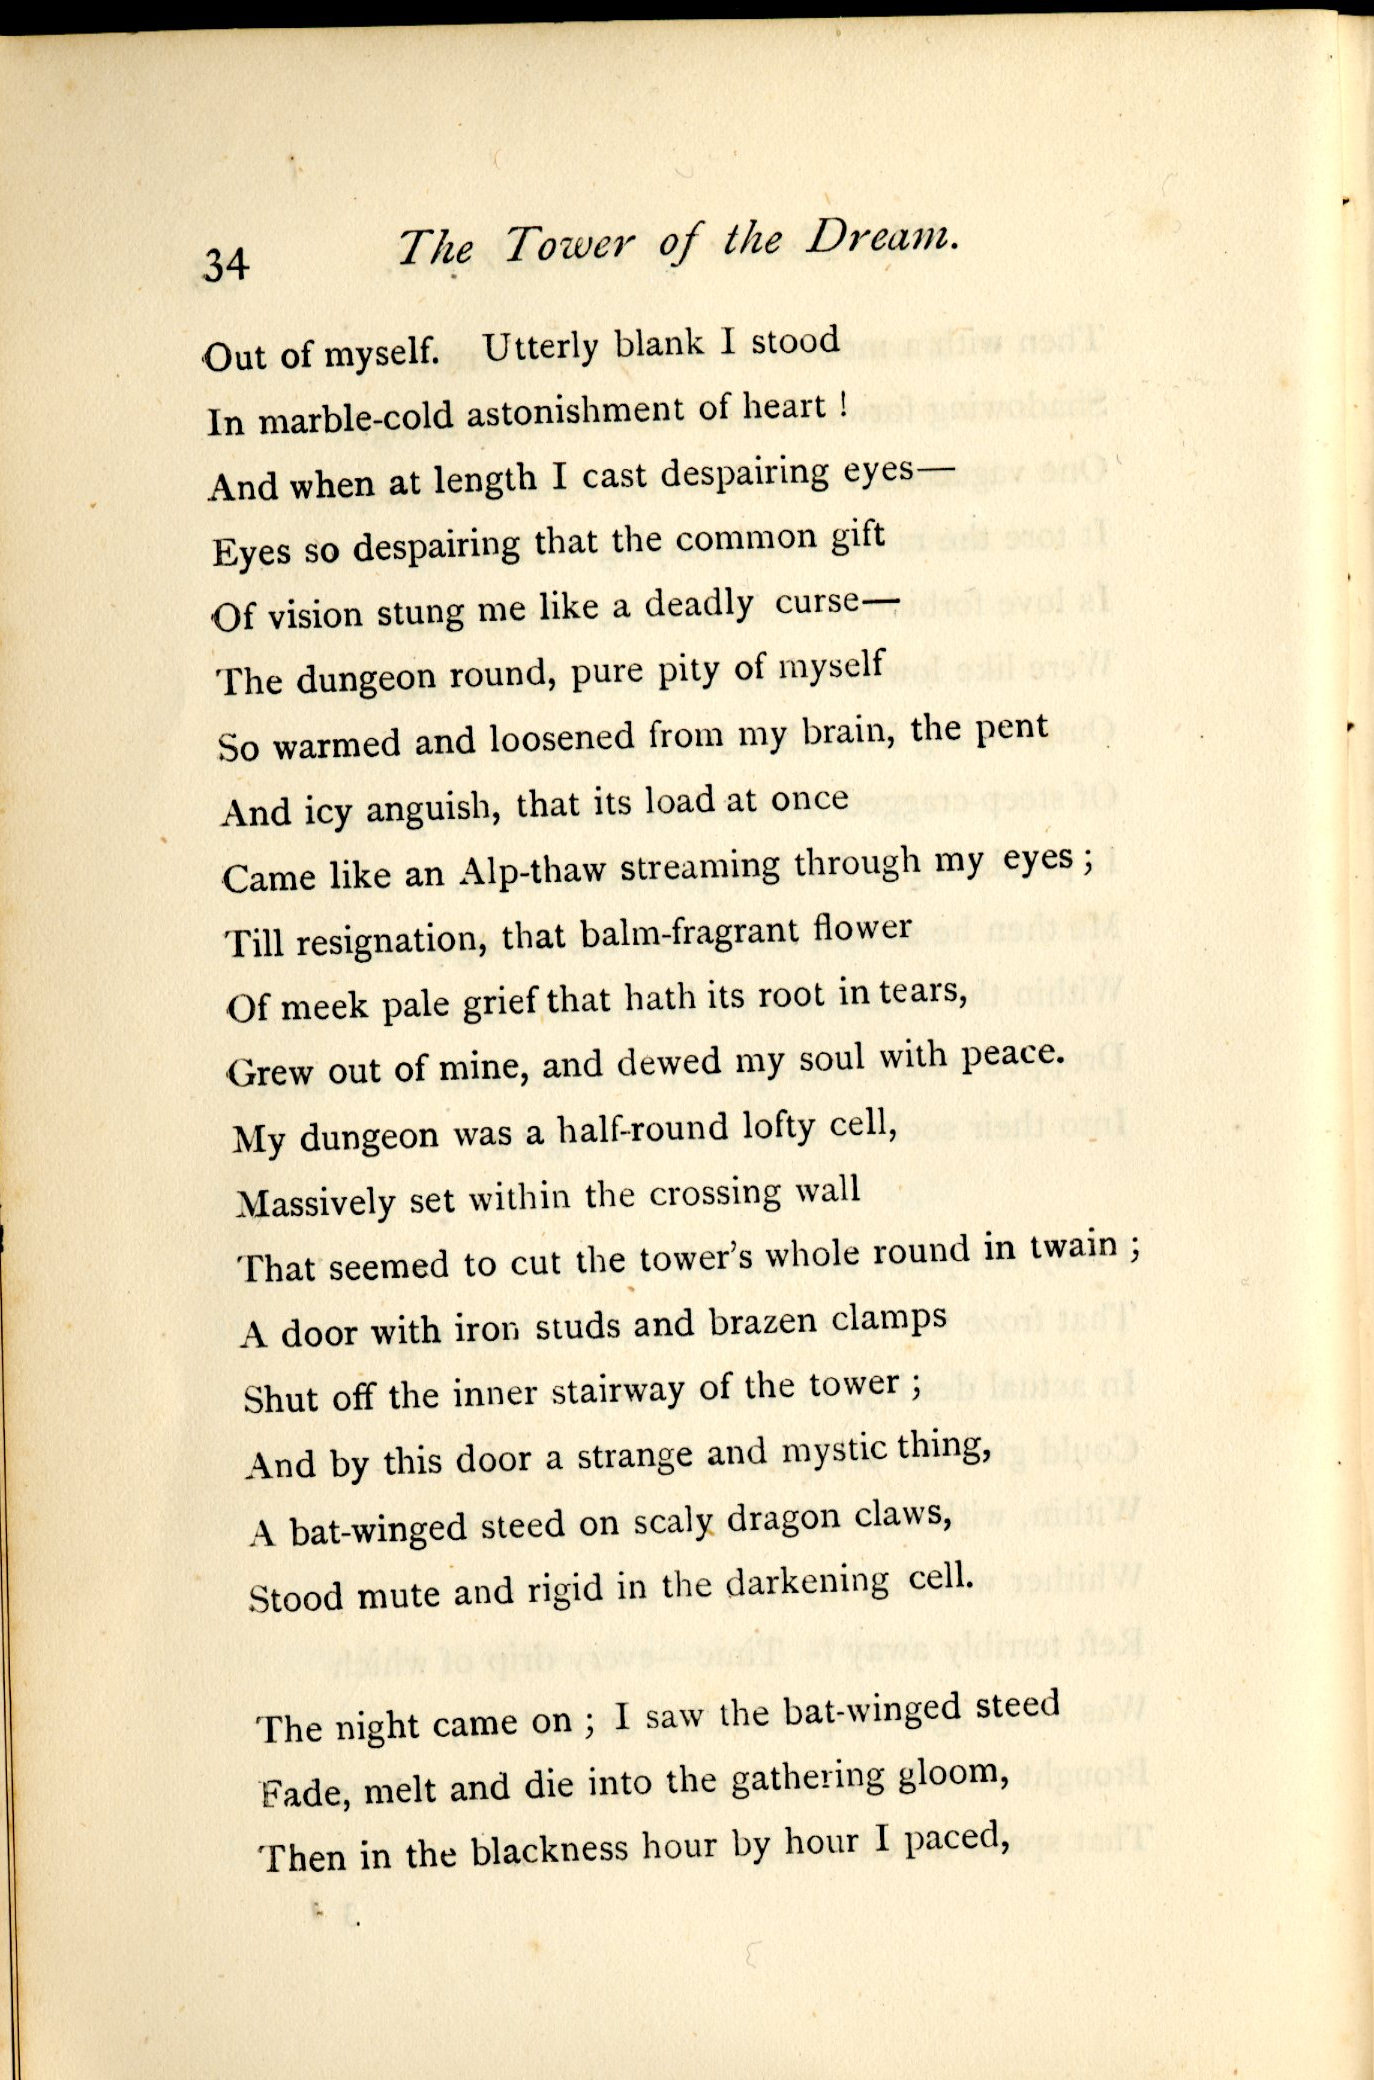 34 The Tower of the Dream.
Out of myself. Utterly blank I stood
In marble-cold astonishment of heart !
And when at length I cast despairing eyes—
Eyes so despairing that the common gift
Of vision stung me like a deadly curse—
The dungeon round, pure pity of myself
So warmed and loosened from my brain, the pent
And icy anguish, that its load at once
Came like an Alp-thaw streaming through my eyes ;
Till resignation, that balm-fragrant flower
Of meek pale grief that hath its root in tears,
Grew out of mine, and dewed my soul with peace.
My dungeon was a half-round lofty cell,
Massively set within the crossing wall
That seemed to cut the tower’s whole round in twain ;
A door with iron studs and brazen clamps
Shut off the inner stairway of the tower ;
And by this door a strange and mystic thing,
A bat-winged steed on scaly dragon claws,
Stood mute and rigid in the darkening cell.
The night came on ; I saw the bat-winged steed
Fade, melt and die into the gathering gloom,
Then in the blackness hour by hour I paced,